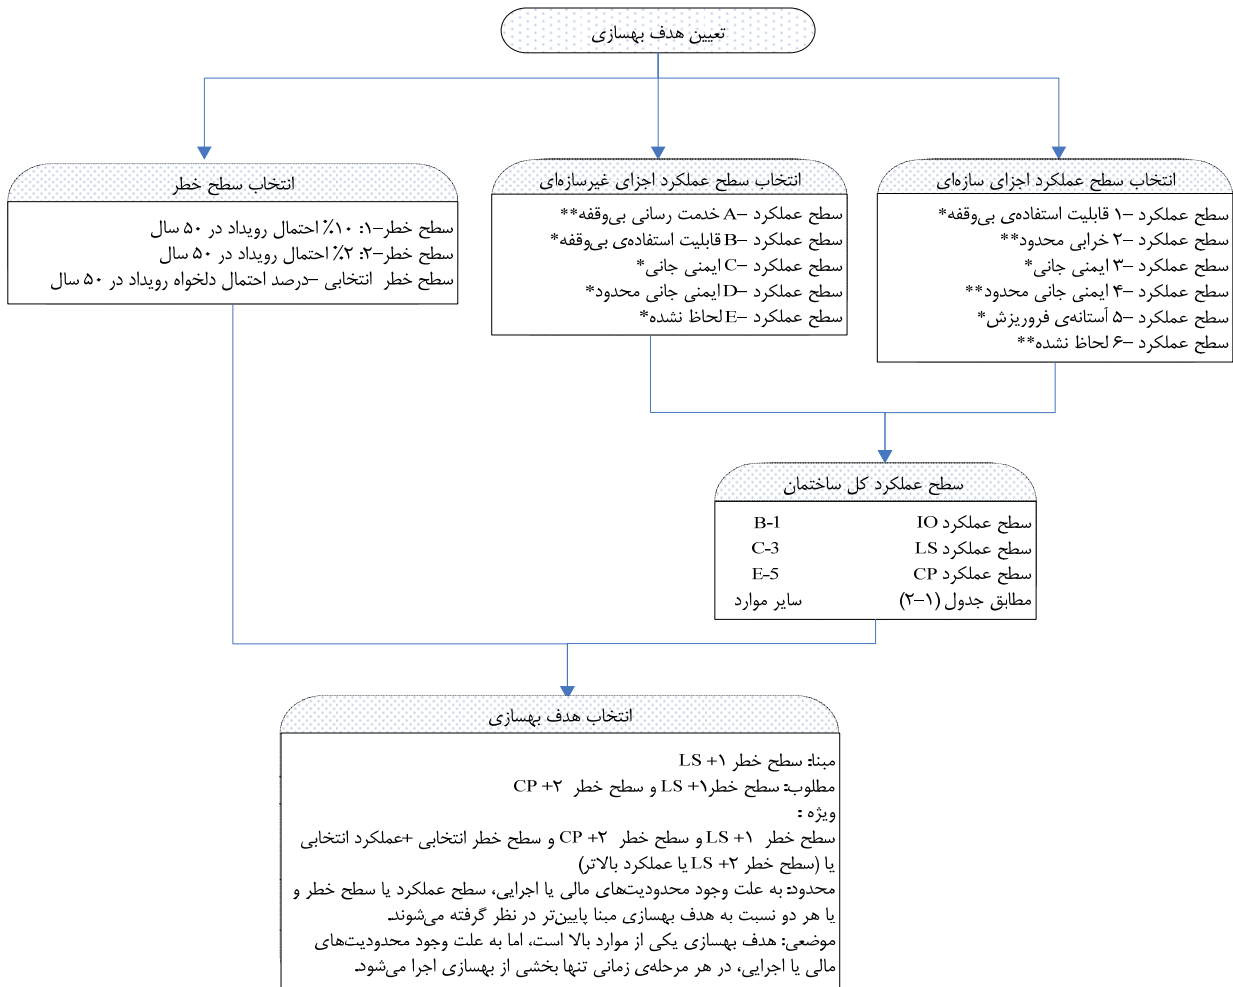 تعیین هدف بهسازی
انتخاب سطح عملکرد اجزای سازه‌ای
سطح عملکرد –۱ قابلیت استفاده‌ی بی‌وقفه*
سطح عملکرد –۲ خرابی محدود**
سطح عملکرد –۳ ایمنی جانی*
سطح عملکرد –۴ ایمنی جانی محدود**
سطح عملکرد –۵ آستانه‌ی فروریزش*
سطح عملکرد –۶ لحاظ نشده**
انتخاب سطح عملکرد اجزای غیرسازه‌ای
سطح عملکرد –A خدمت رسانی بی‌وقفه**
سطح عملکرد –B قابلیت استفاده‌ی بی‌وقفه*
سطح عملکرد –C ایمنی جانی*
سطح عملکرد –D ایمنی جانی محدود*
سطح عملکرد –E لحاظ نشده*
انتخاب سطح خطر
سطح خطر–۱: ۱۰٪ احتمال رویداد در ۵۰ سال
سطح خطر–۲: ۲٪ احتمال رویداد در ۵۰ سال
سطح خطر انتخابی –درصد احتمال دلخواه رویداد در ۵۰ سال
سطح عملکرد کل ساختمان
سطح عملکرد IO B-1
سطح عملکرد LS C-3
سطح عملکرد CP E-5
مطابق جدول (۱–۲) سایر موارد
انتخاب هدف بهسازی
مبنا: سطح خطر ۱+ LS
مطلوب: سطح خطر۱+ LS و سطح خطر ۲+ CP
ویژه :
سطح خطر ۱+ LS و سطح خطر ۲+ CP و سطح خطر انتخابی +عملکرد انتخابی
یا (سطح خطر ۲+ LS یا عملکرد بالاتر)
محدود: به علت وجود محدودیت‌های مالی یا اجرایی، سطح عملکرد یا سطح خطر و
یا هر دو نسبت به هدف بهسازی مبنا پایین‌تر در نظر گرفته می‌شوند.
موضعی: هدف بهسازی یکی از موارد بالا است، اما به علت وجود محدودیت‌های
مالی یا اجرایی، در هر مرحله‌ی زمانی تنها بخشی از بهسازی اجرا می‌شود.